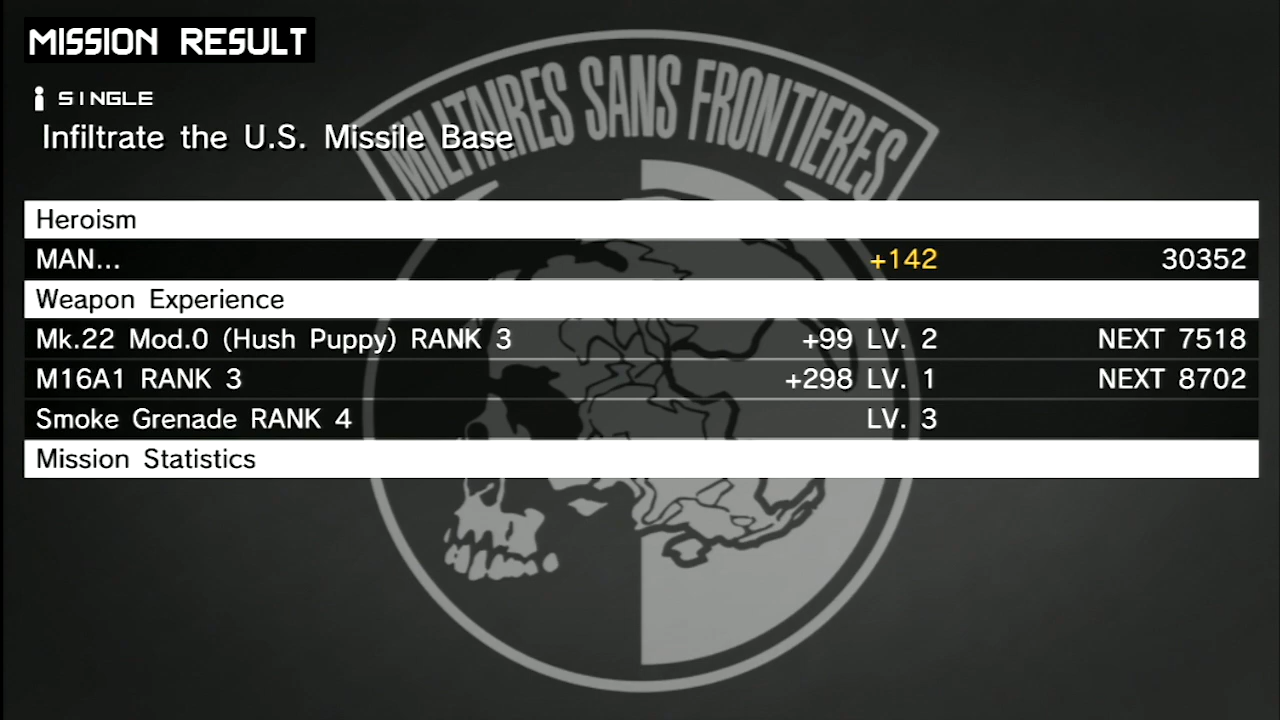 MISSION RESULT
SINGLE
Infiltrate the U.S. Missile Base
MILITAIRES SANS FRONTIERES
Heroism
MAN... +142 30352
Weapon Experience
Mk.22 Mod.0 (Hush Puppy) RANK 3 +99 LV. 2 NEXT 7518
M16A1 RANK 3 +298 LV. 1 NEXT 8702
Smoke Grenade RANK 4 LV. 3
Mission Statistics